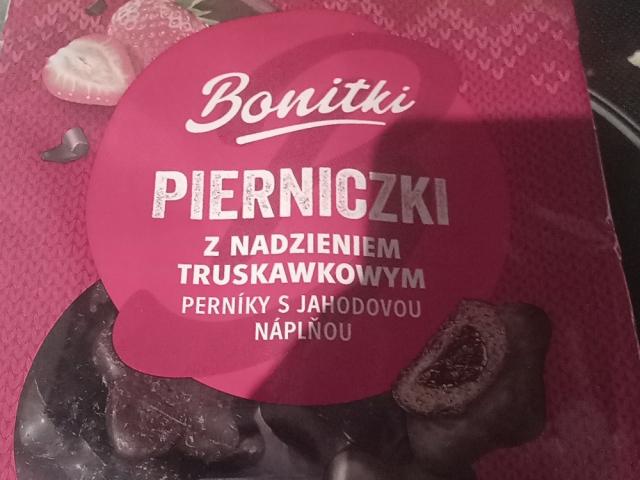 Bonitki
PIERNICZKI
Z NADZIENIEM
TRUSKAWKOWYM
PERNÍKY S JAHODOVOU
NÁPLŇOU